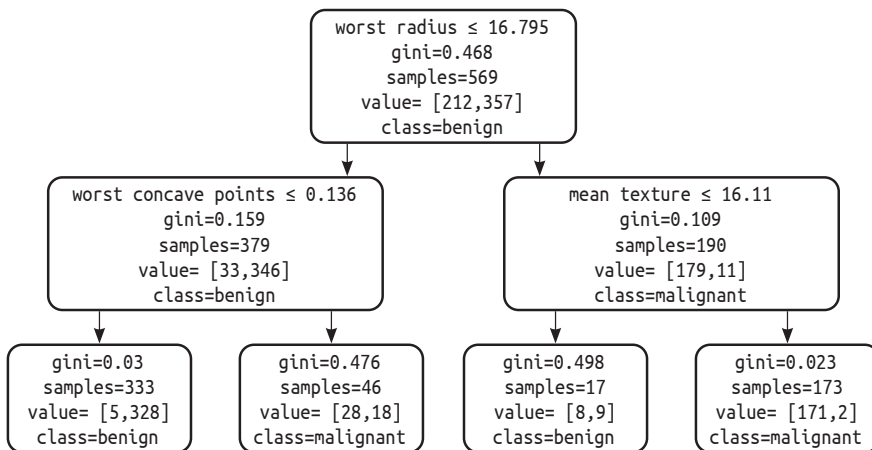 worst radius ≤ 16.795
gini=0.468
samples=569
value= [212,357]
class=benign
worst concave points ≤ 0.136
gini=0.159
samples=379
value= [33,346]
class=benign
mean texture ≤ 16.11
gini=0.109
samples=190
value= [179,11]
class=malignant
gini=0.03
samples=333
value= [5,328]
class=benign
gini=0.476
samples=46
value= [28,18]
class=malignant
gini=0.498
samples=17
value= [8,9]
class=benign
gini=0.023
samples=173
value= [171,2]
class=malignant